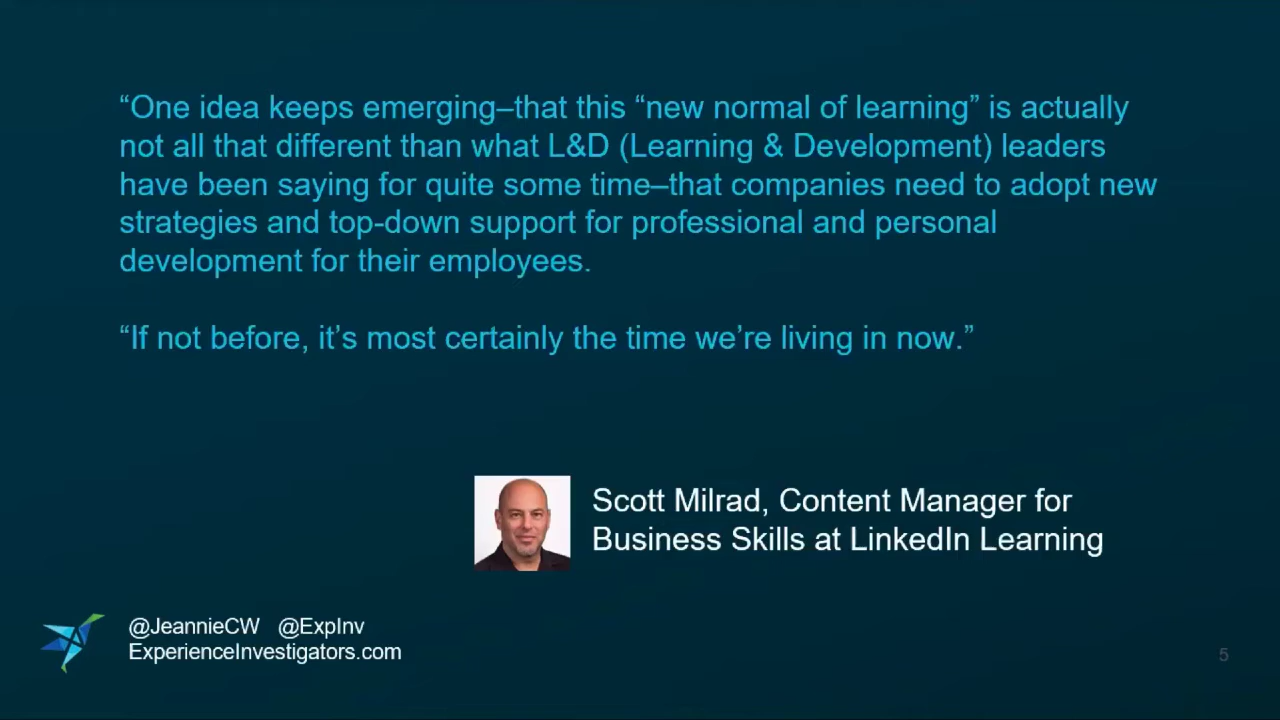 “One idea keeps emerging–that this “new normal of learning” is actually
not all that different than what L&D (Learning & Development) leaders
have been saying for quite some time–that companies need to adopt new
strategies and top-down support for professional and personal
development for their employees.
“If not before, it’s most certainly the time we’re living in now.”
Scott Milrad, Content Manager for
Business Skills at LinkedIn Learning
@JeannieCW @ExpInv
ExperienceInvestigators.com
5